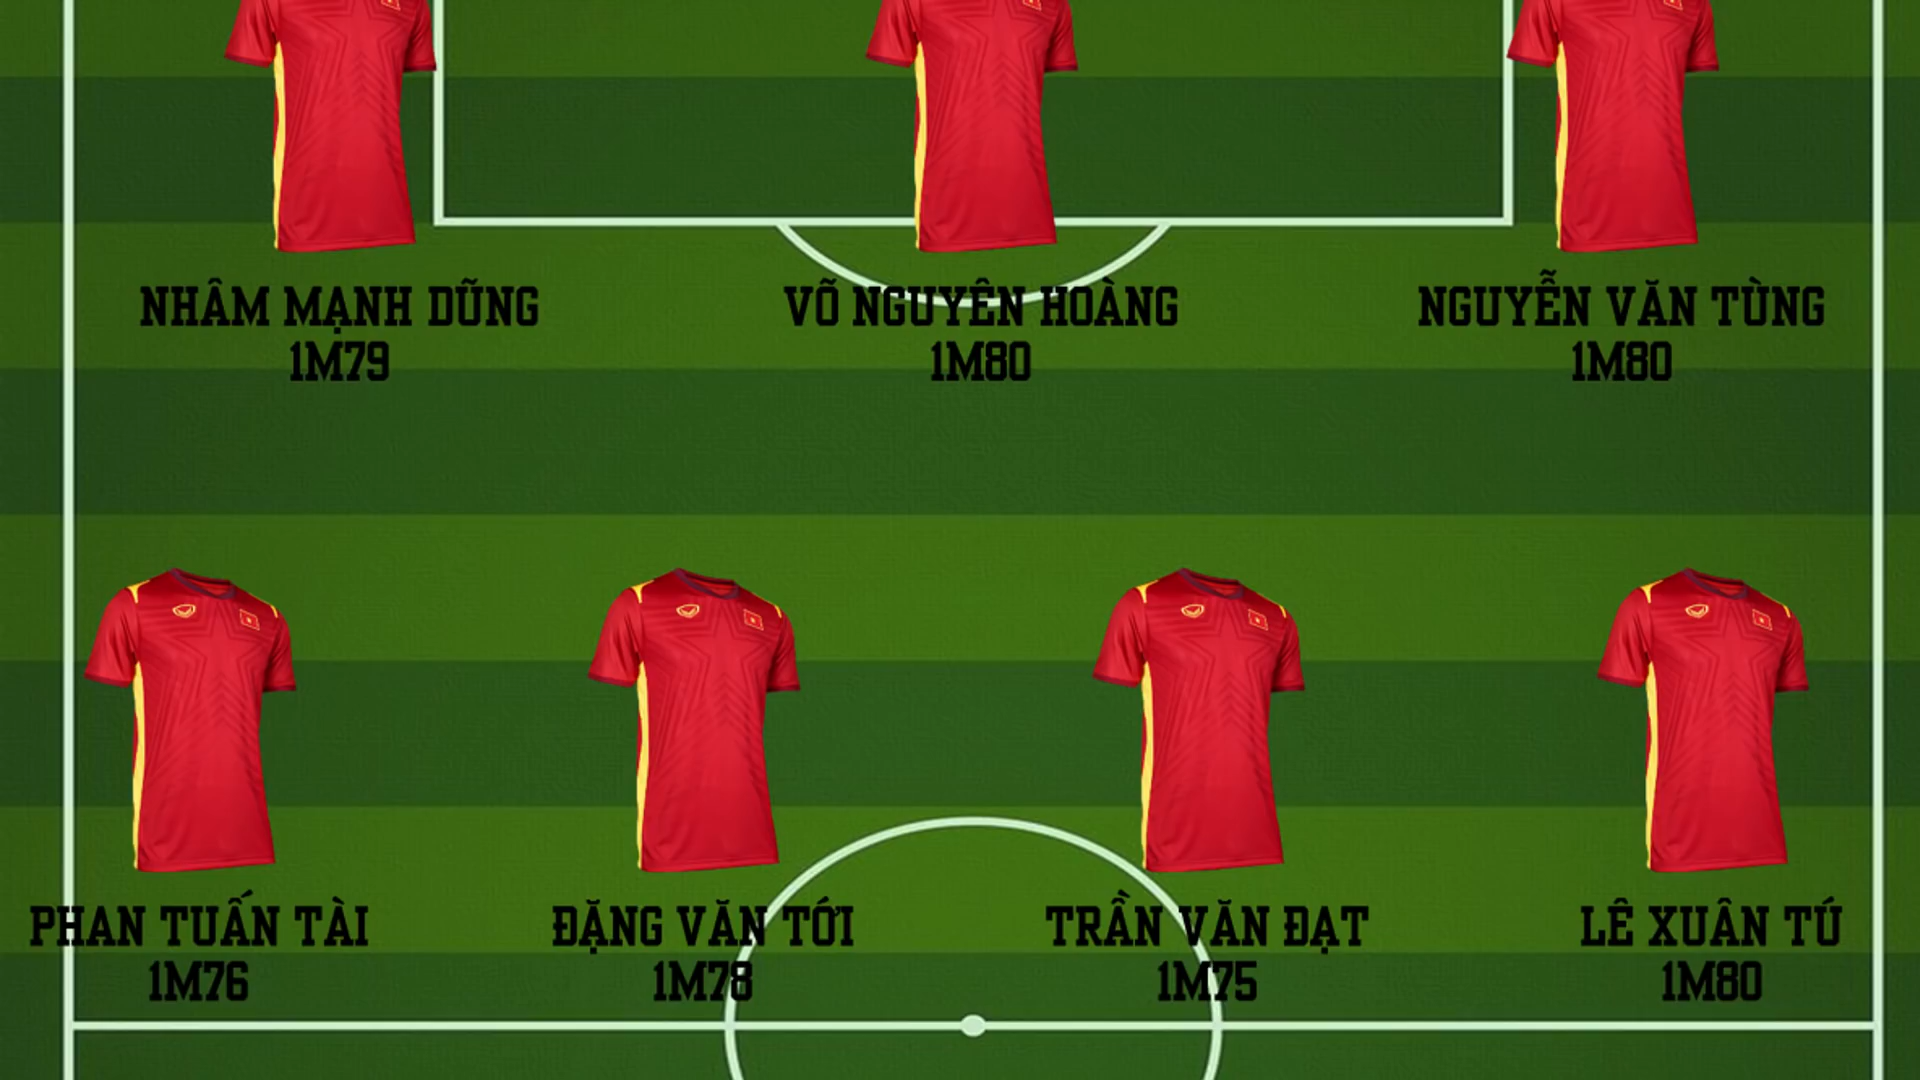 NHÂM MẠNH DŨNG
1M79
VÕ NGUYÊN HOÀNG
1M80
NGUYỄN VĂN TÙNG
1M80
PHAN TUẤN TÀI
1M76
ĐẶNG VĂN TỚI
1M78
TRẦN VĂN ĐẠT
1M75
LÊ XUÂN TÚ
1M80